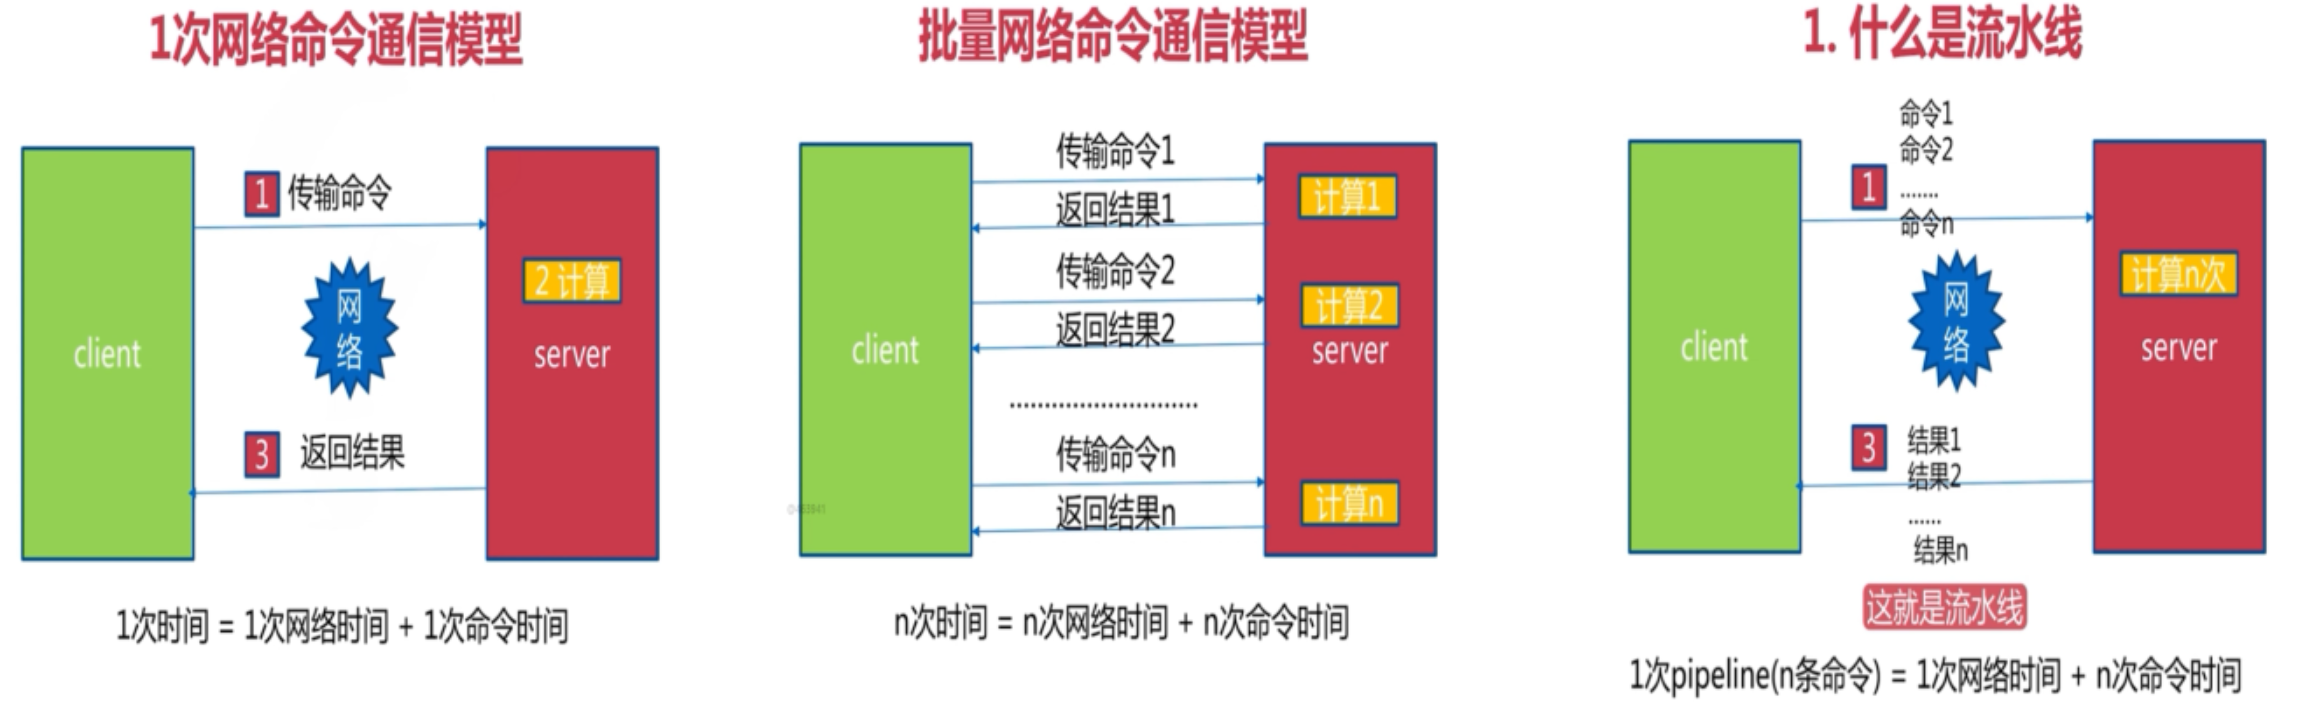 1次网络命令通信模型
1 传输命令
2 计算
网
络
client
server
3 返回结果
1次时间 = 1次网络时间 + 1次命令时间
批量网络命令通信模型
传输命令1
计算1
返回结果1
传输命令2
计算2
返回结果2
client
server
...........................
传输命令n
计算n
返回结果n
n次时间 = n次网络时间 + n次命令时间
1. 什么是流水线
命令1
命令2
1
.......
命令n
计算n次
网
络
client
server
3
结果1
结果2
......
结果n
这就是流水线
1次pipeline(n条命令) = 1次网络时间 + n次命令时间